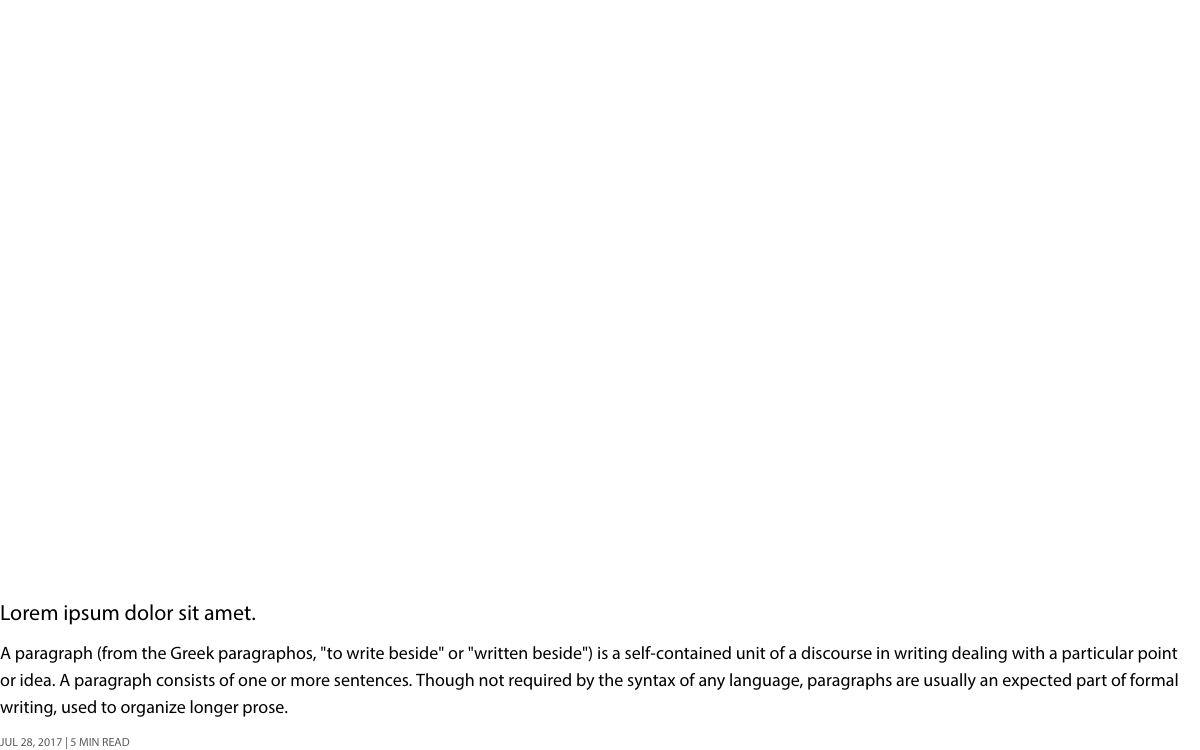 Lorem ipsum dolor sit amet.
A paragraph (from the Greek paragraphos, "to write beside" or "written beside") is a self-contained unit of a discourse in writing dealing with a particular point
or idea. A paragraph consists of one or more sentences. Though not required by the syntax of any language, paragraphs are usually an expected part of formal
writing, used to organize longer prose.
JUL 28, 2017 | 5 MIN READ